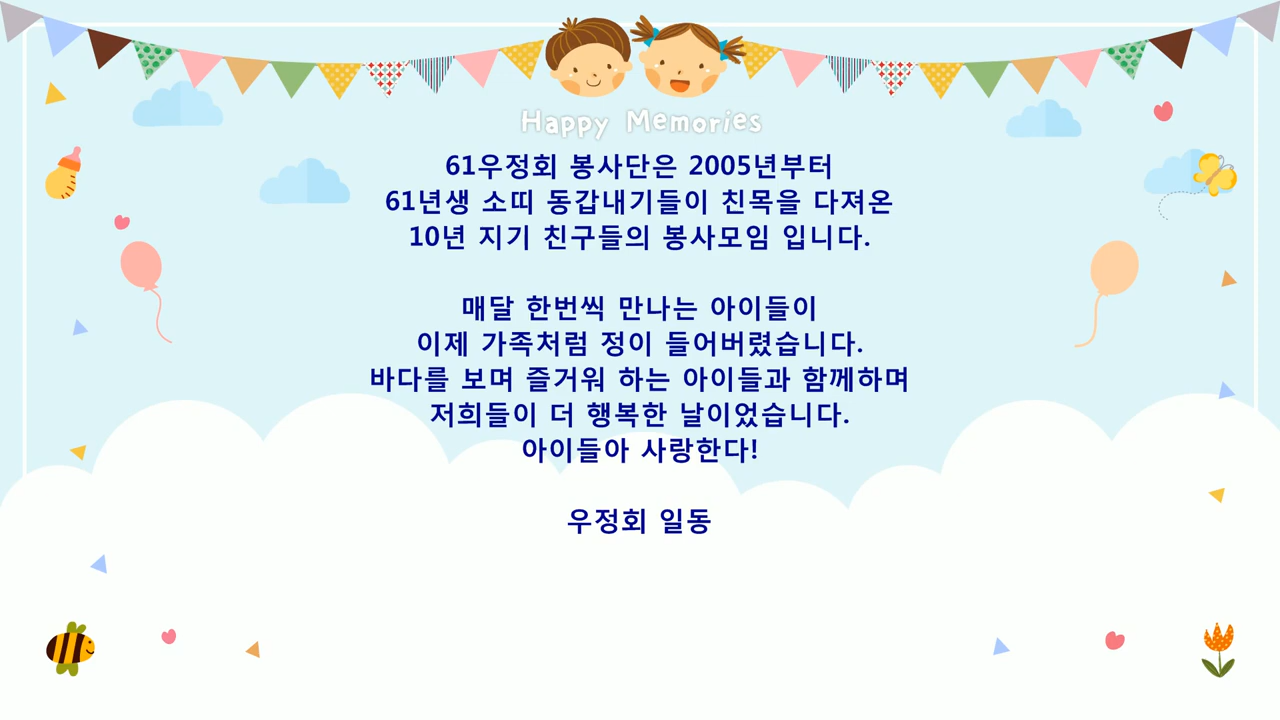 Happy Memories
61우정회 봉사단은 2005년부터
61년생 소띠 동갑내기들이 친목을 다져온
10년 지기 친구들의 봉사모임 입니다.
매달 한번씩 만나는 아이들이
이제 가족처럼 정이 들어버렸습니다.
바다를 보며 즐거워 하는 아이들과 함께하며
저희들이 더 행복한 날이었습니다.
아이들아 사랑한다!
우정회 일동